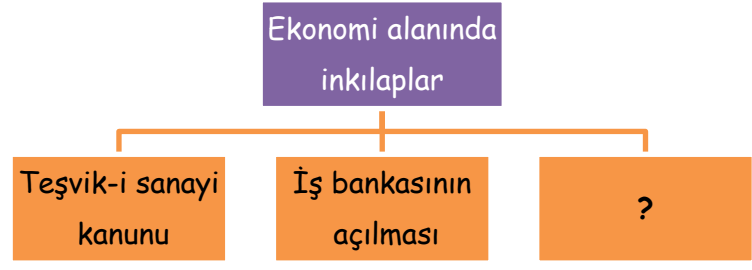 Ekonomi alanında
inkılaplar
Teşvik-i sanayi
kanunu
İş bankasının
açılması
?